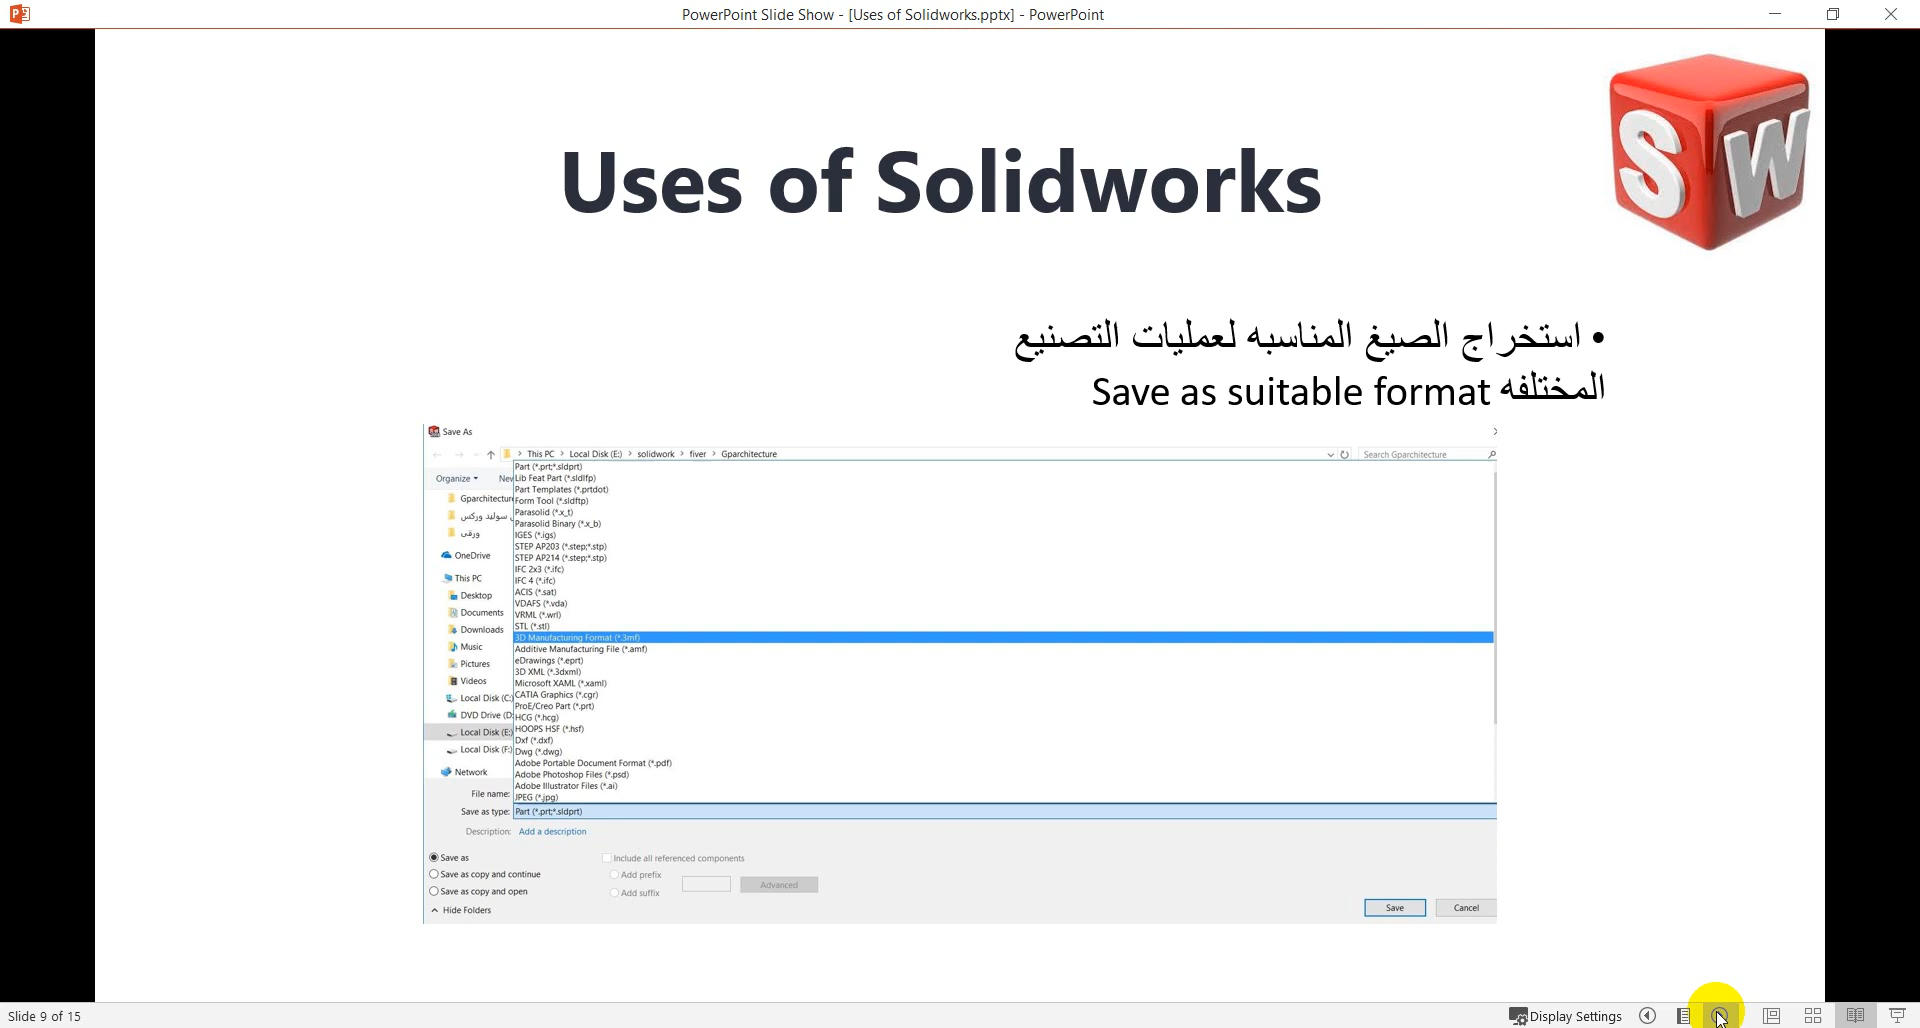 PowerPoint Slide Show - [Uses of Solidworks.pptx] - PowerPoint
SW
Uses of Solidworks
• استخراج الصيغ المناسبه لعمليات التصنيع
المختلفه Save as suitable format
Save As
This PC > Local Disk (E:) > solidwork > fiver > Gparchitecture
Search Gparchitecture
Organize
New
Gparchitecture
سوليد وركس
ورقى
OneDrive
This PC
Desktop
Documents
Downloads
Music
Pictures
Videos
Local Disk (C:)
DVD Drive (D:
Local Disk (E:)
Local Disk (F:)
Network
Part (*.prt;*.sldprt)
Lib Feat Part (*.sldlfp)
Part Templates (*.prtdot)
Form Tool (*.sldftp)
Parasolid (*.x_t)
Parasolid Binary (*.x_b)
IGES (*.igs)
STEP AP203 (*.step;*.stp)
STEP AP214 (*.step;*.stp)
IFC 2x3 (*.ifc)
IFC 4 (*.ifc)
ACIS (*.sat)
VDAFS (*.vda)
VRML (*.wrl)
STL (*.stl)
3D Manufacturing Format (*.3mf)
Additive Manufacturing File (*.amf)
eDrawings (*.eprt)
3D XML (*.3dxml)
Microsoft XAML (*.xaml)
CATIA Graphics (*.cgr)
ProE/Creo Part (*.prt)
HCG (*.hcg)
HOOPS HSF (*.hsf)
Dxf (*.dxf)
Dwg (*.dwg)
Adobe Portable Document Format (*.pdf)
Adobe Photoshop Files (*.psd)
Adobe Illustrator Files (*.ai)
JPEG (*.jpg)
File name:
Save as type: Part (*.prt;*.sldprt)
Description: Add a description
Save as
Save as copy and continue
Save as copy and open
Include all referenced components
Add prefix
Add suffix
Advanced
Hide Folders
Save
Cancel
Slide 9 of 15
Display Settings